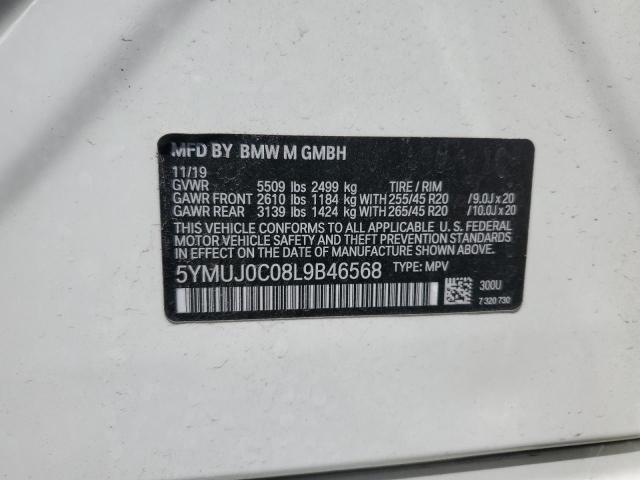 MFD BY BMW M GMBH
11/19
GVWR 5509 lbs 2499 kg TIRE / RIM
GAWR FRONT 2610 lbs 1184 kg WITH 255/45 R20 /9.0J x 20
GAWR REAR 3139 lbs 1424 kg WITH 265/45 R20 /10.0J x 20
THIS VEHICLE CONFORMS TO ALL APPLICABLE U. S. FEDERAL
MOTOR VEHICLE SAFETY, BUMPER, AND THEFT PREVENTION
STANDARDS IN EFFECT ON THE DATE OF MANUFACTURE SHOWN
ABOVE.
5YMUJ0C08L9B46568 TYPE: MPV
300U
7 320 730